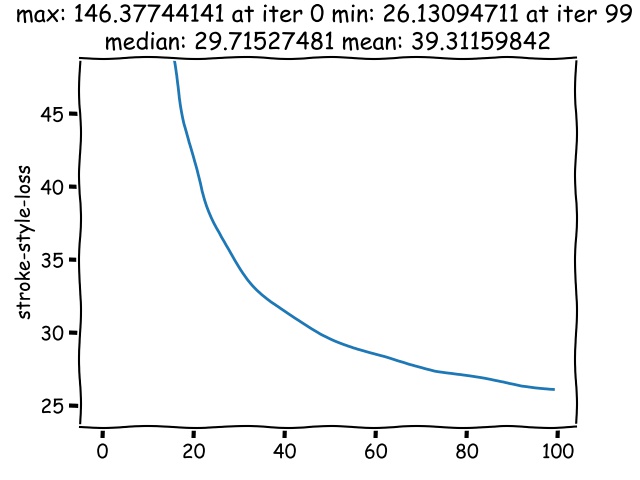 max: 146.37744141 at iter 0 min: 26.13094711 at iter 99
median: 29.71527481 mean: 39.31159842
stroke-style-loss
45
40
35
30
25
0 20 40 60 80 100